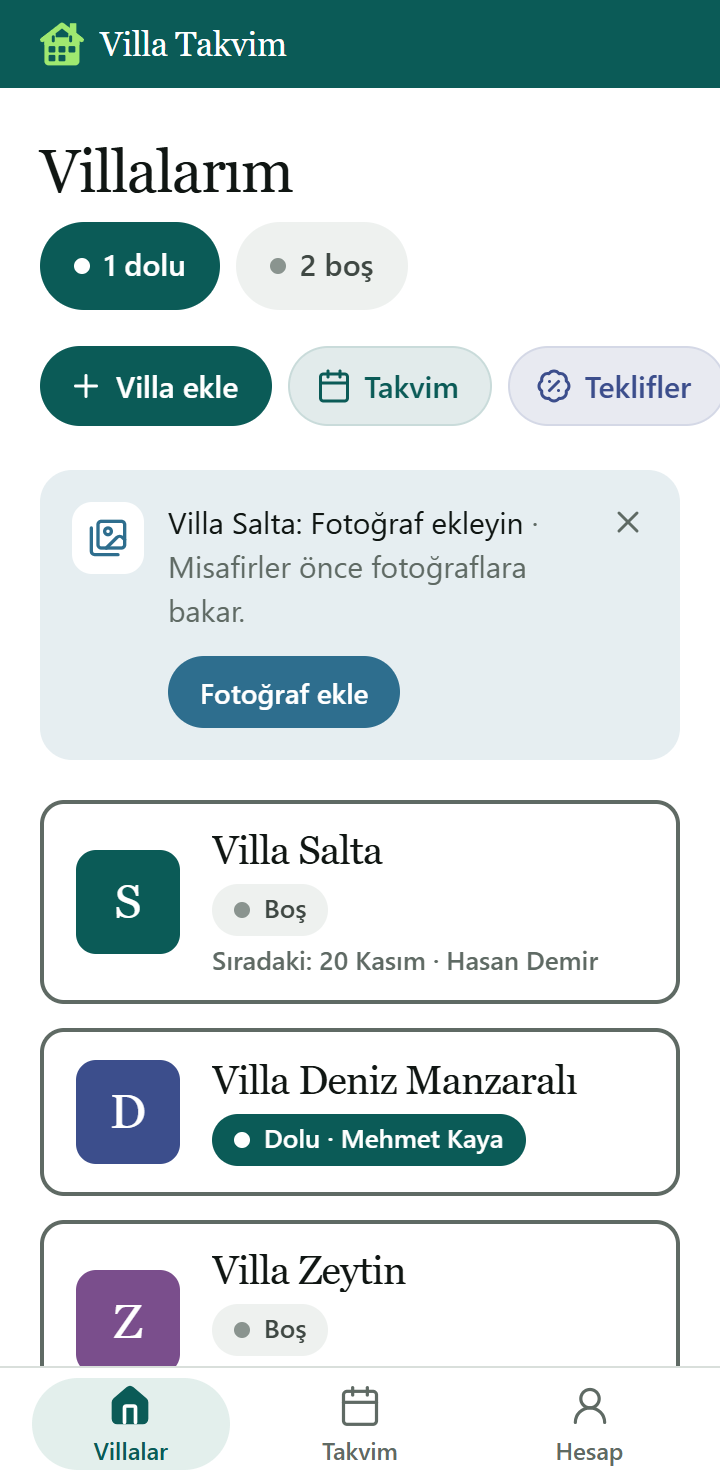 Villa Takvim
Villalarım
1 dolu
2 boş
Villa ekle
Takvim
Teklifler
Villa Salta: Fotoğraf ekleyin ·
Misafirler önce fotoğraflara
bakar.
Fotoğraf ekle
S
Villa Salta
Boş
Sıradaki: 20 Kasım · Hasan Demir
D
Villa Deniz Manzaralı
Dolu · Mehmet Kaya
Z
Villa Zeytin
Boş
Villalar
Takvim
Hesap